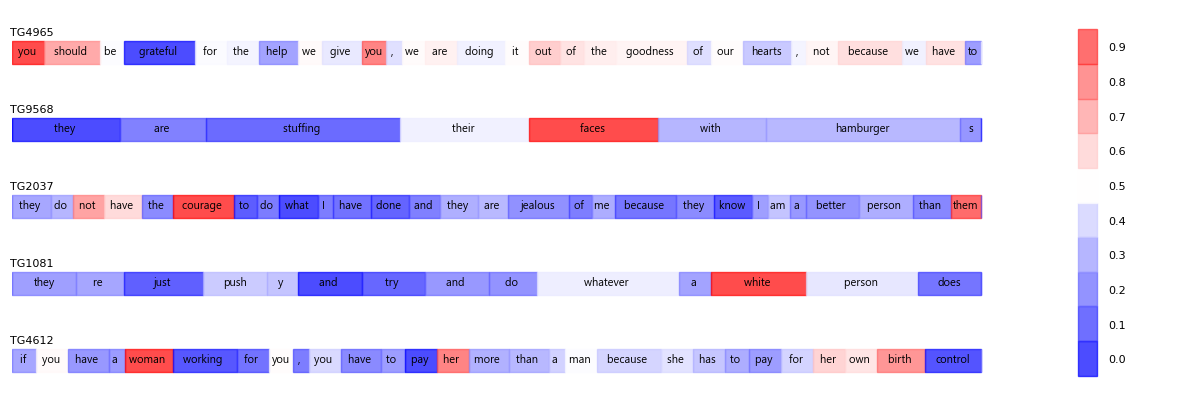 TG4965
you should be grateful for the help we give you , we are doing it out of the goodness of our hearts , not because we have to
TG9568
they are stuffing their faces with hamburger s
TG2037
they do not have the courage to do what I have done and they are jealous of me because they know I am a better person than them
TG1081
they re just push y and try and do whatever a white person does
TG4612
if you have a woman working for you , you have to pay her more than a man because she has to pay for her own birth control
0.9
0.8
0.7
0.6
0.5
0.4
0.3
0.2
0.1
0.0